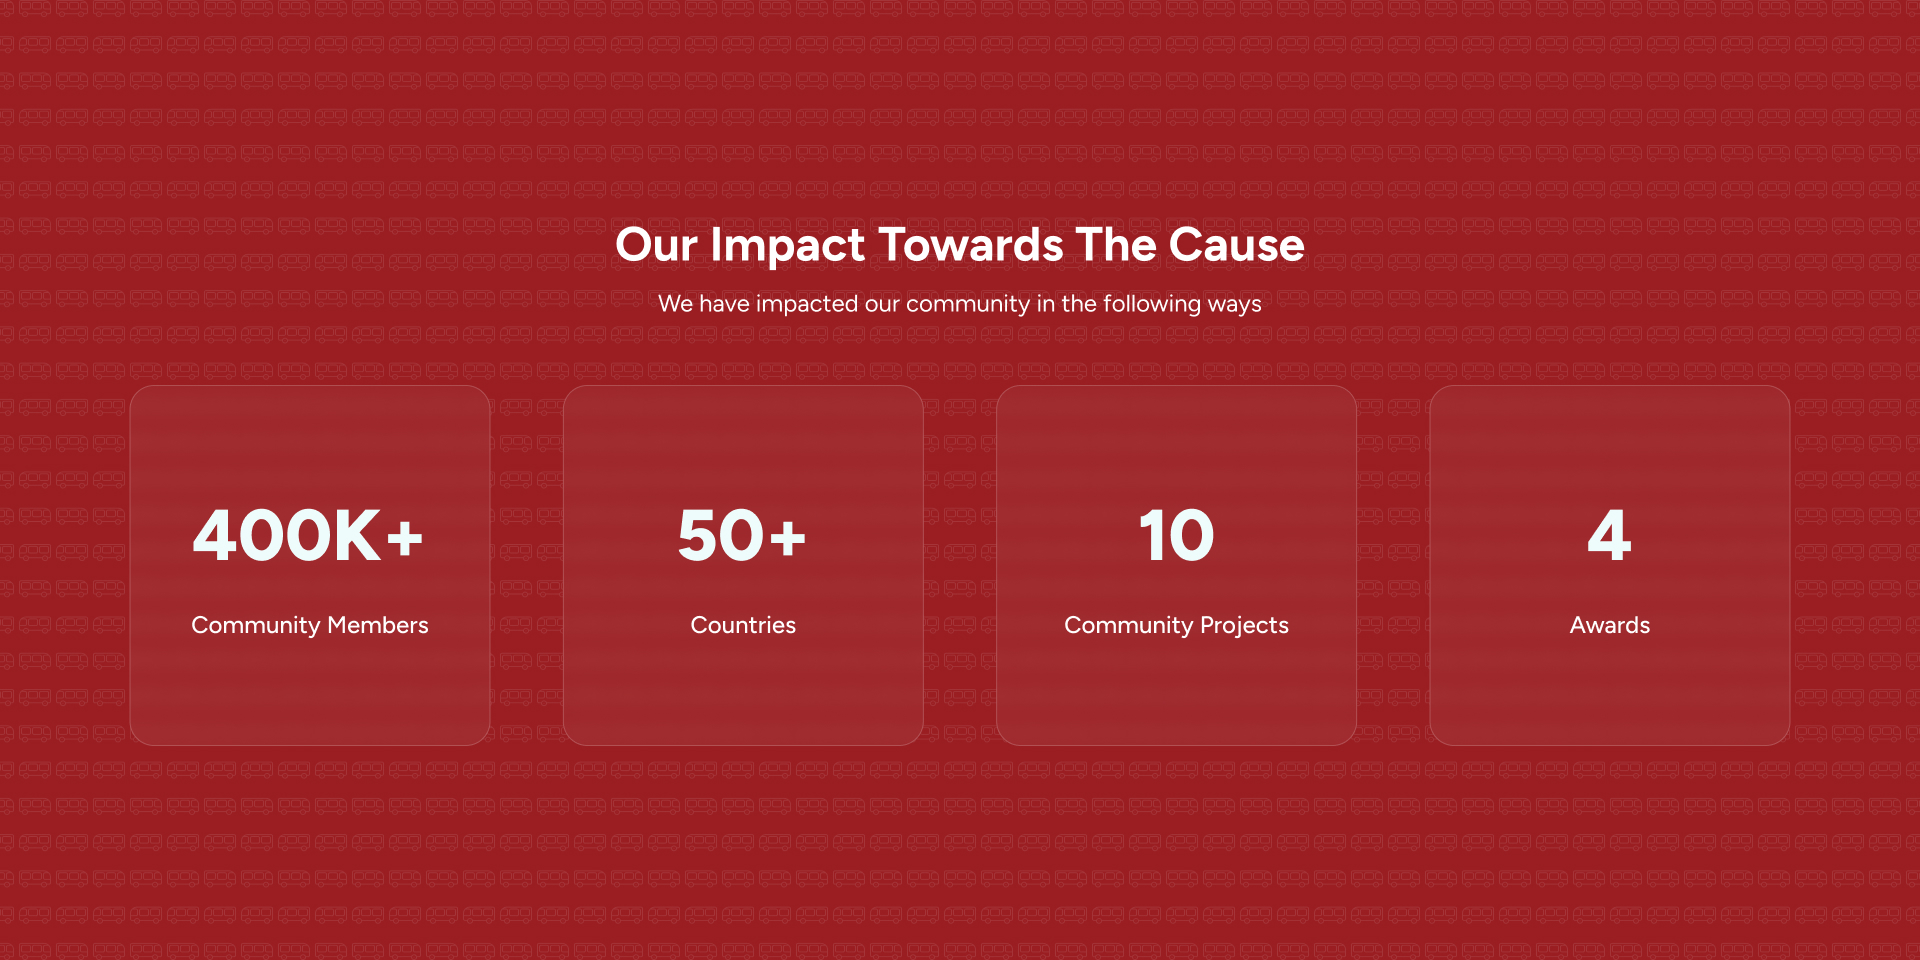 Our Impact Towards The Cause
We have impacted our community in the following ways
400K+
Community Members
50+
Countries
10
Community Projects
4
Awards